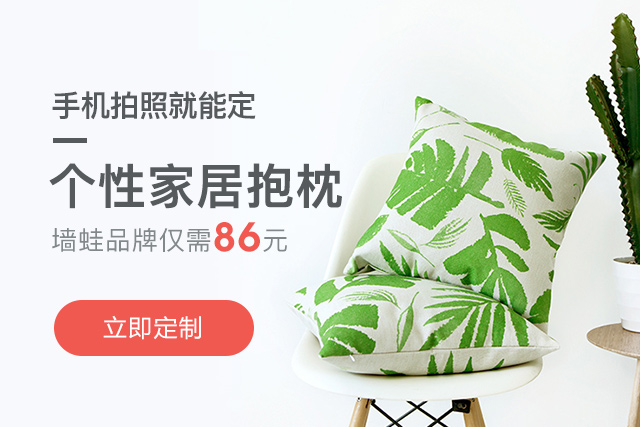 手机拍照就能定
个性家居抱枕
墙蛙品牌仅需86元
立即定制